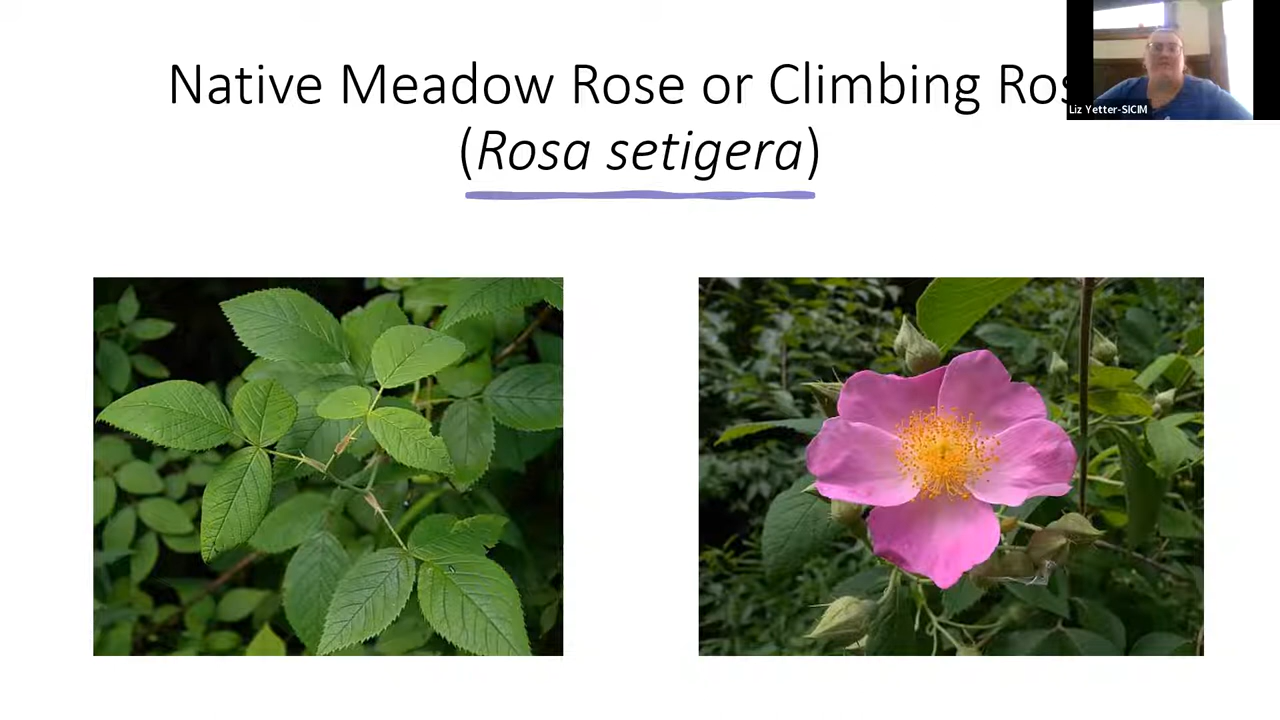 Native Meadow Rose or Climbing Ros
(Rosa setigera)
Liz Yetter-SICIM